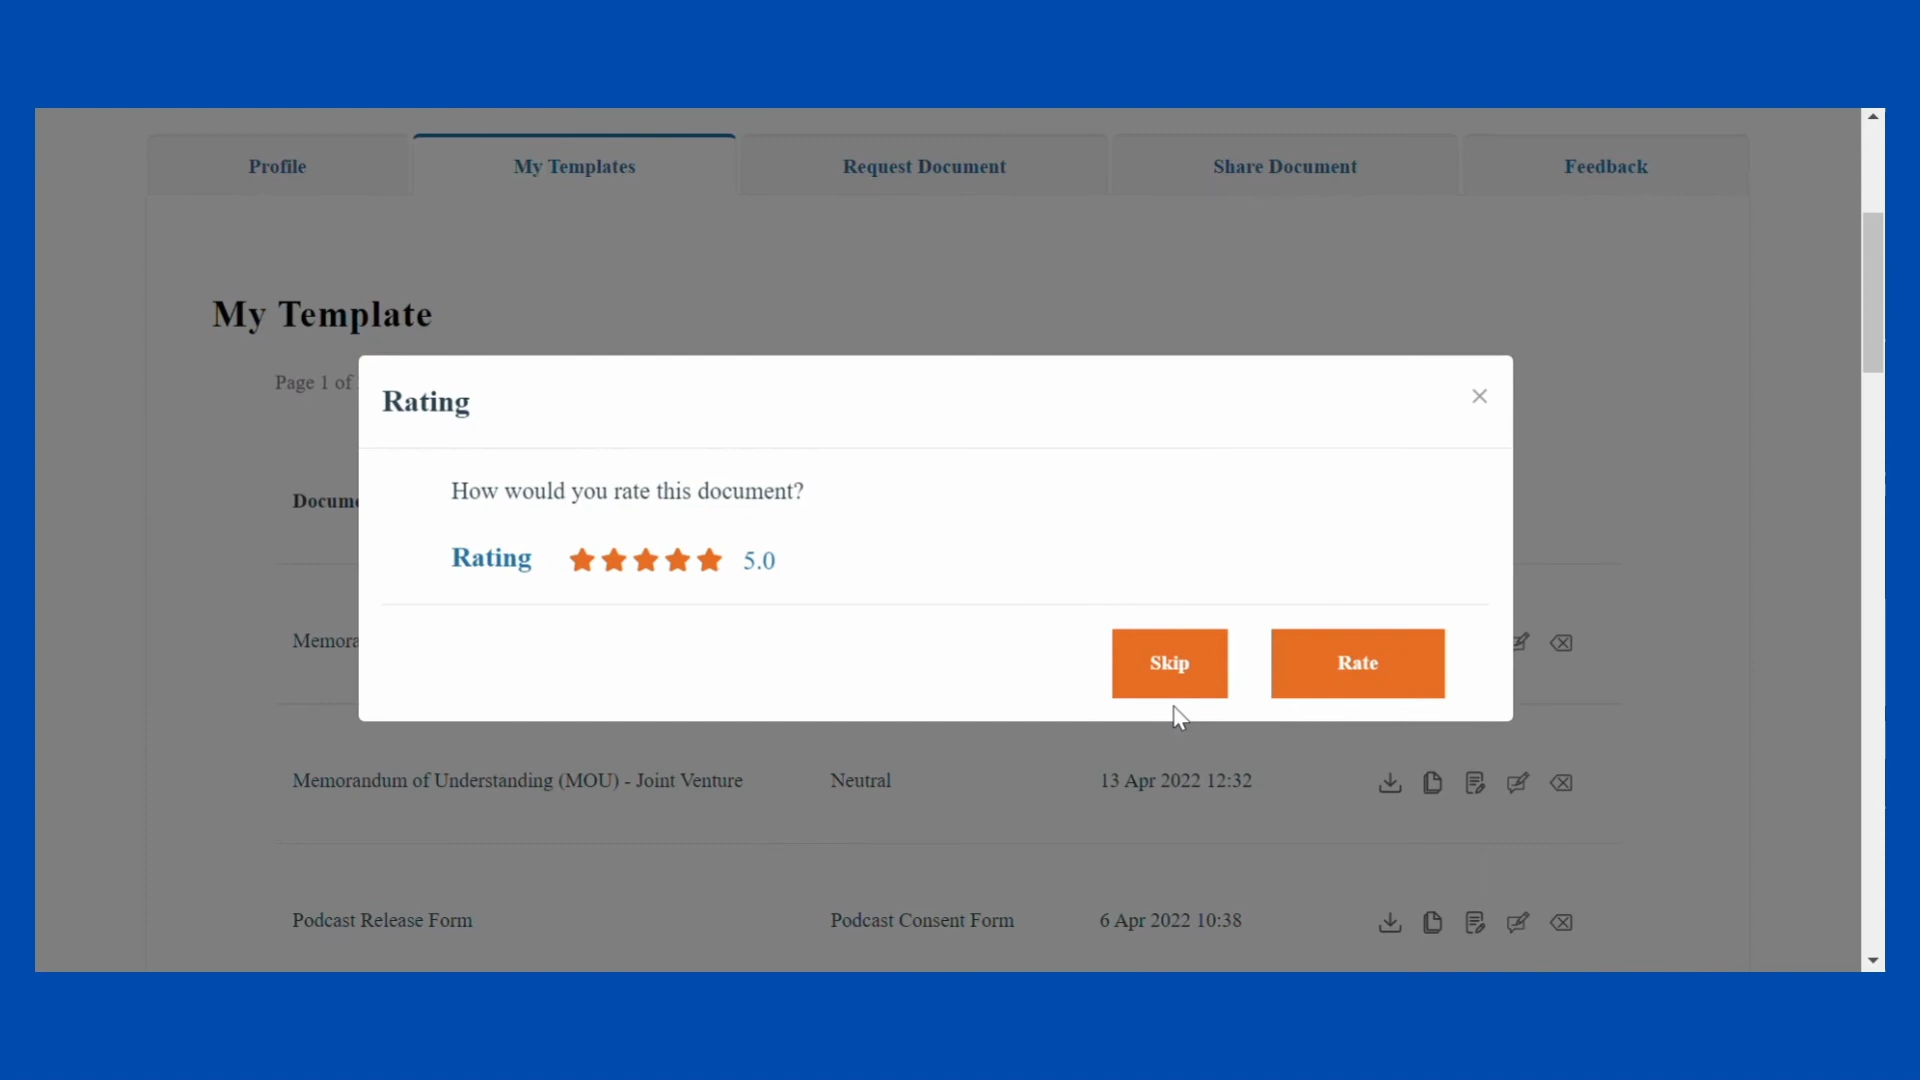 Profile
My Templates
Request Document
Share Document
Feedback
My Template
Page 1 of
Rating
How would you rate this document?
Rating 5.0
Skip
Rate
Memorandum of Understanding (MOU) - Joint Venture Neutral 13 Apr 2022 12:32
Podcast Release Form Podcast Consent Form 6 Apr 2022 10:38